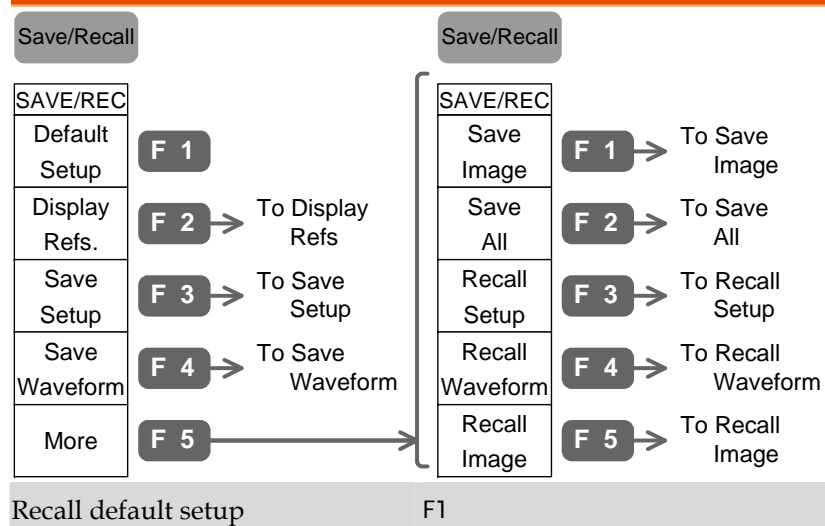 Save/Recall
SAVE/REC
Default
Setup
F 1
Display
Refs.
F 2
To Display
Refs
Save
Setup
F 3
To Save
Setup
Save
Waveform
F 4
To Save
Waveform
More
F 5
Save/Recall
SAVE/REC
Save
Image
F 1
To Save
Image
Save
All
F 2
To Save
All
Recall
Setup
F 3
To Recall
Setup
Recall
Waveform
F 4
To Recall
Waveform
Recall
Image
F 5
To Recall
Image
Recall default setup F1